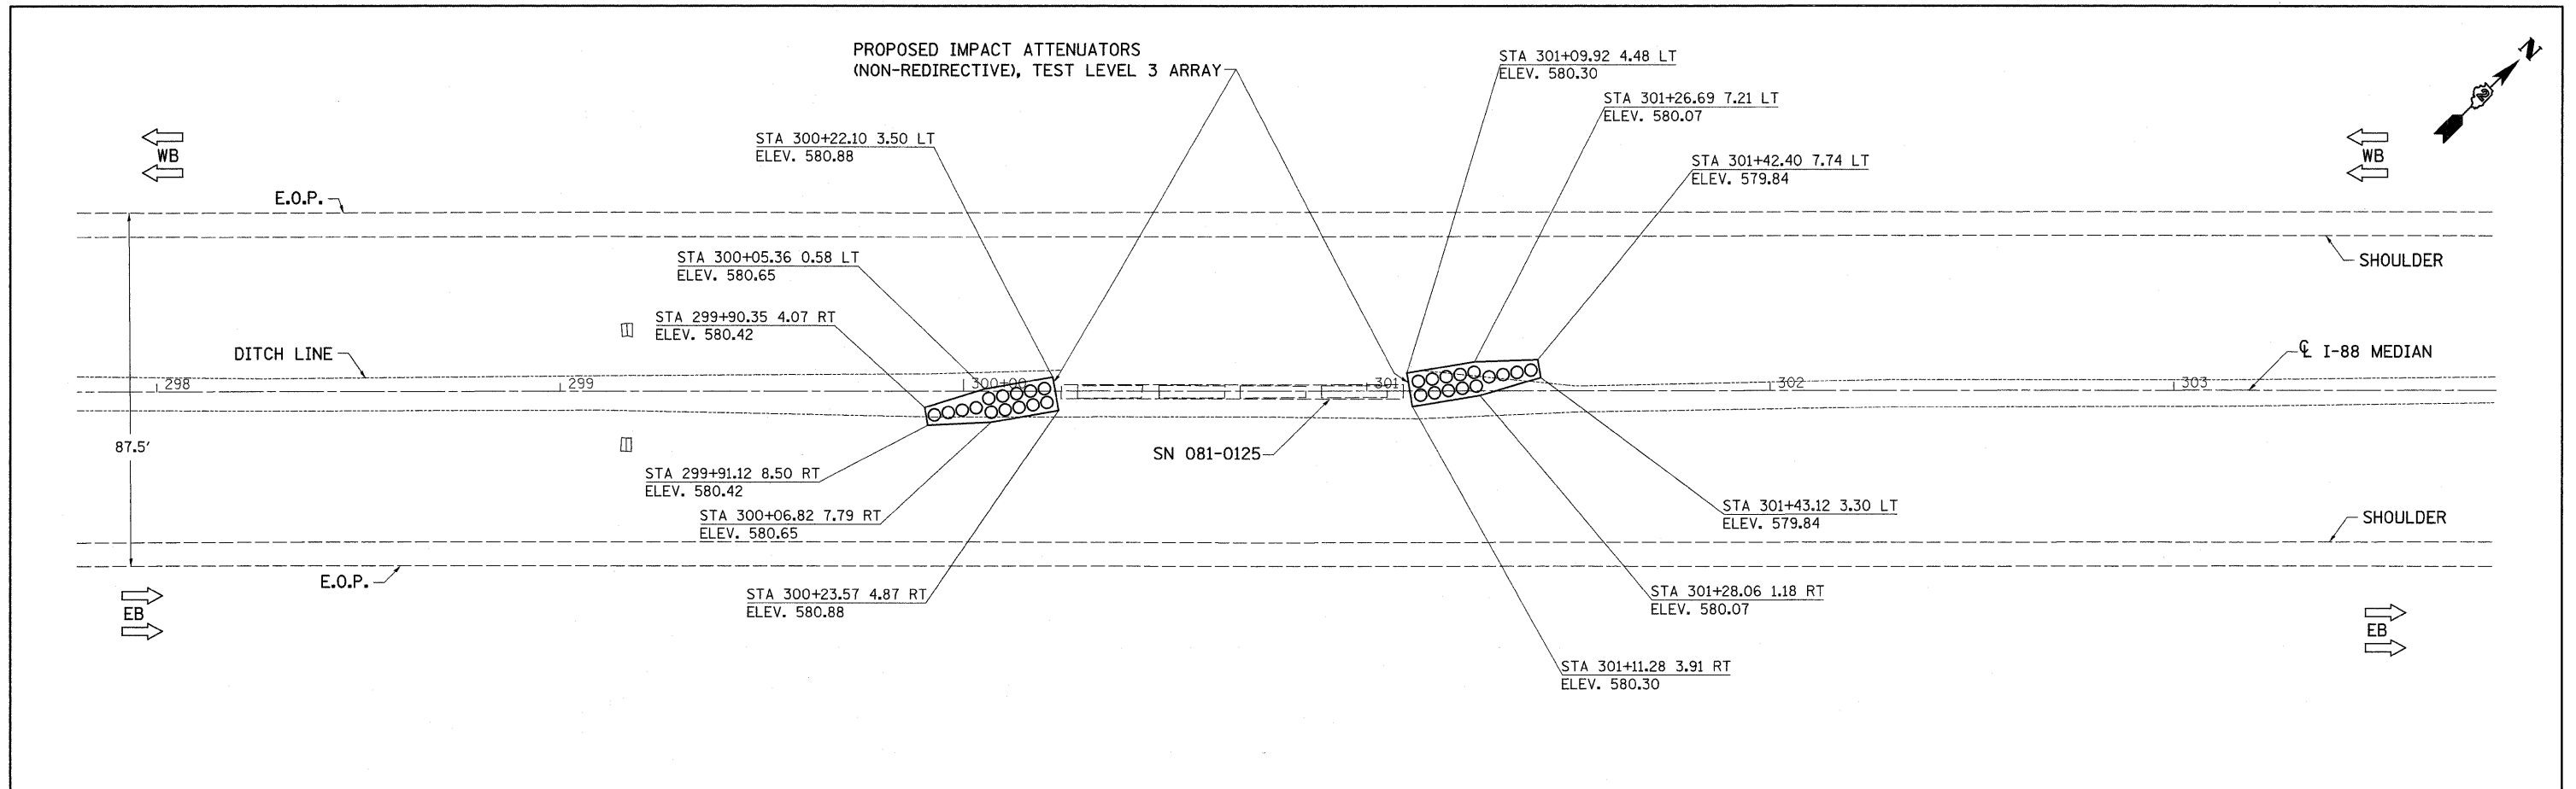 PROPOSED IMPACT ATTENUATORS
(NON-REDIRECTIVE), TEST LEVEL 3 ARRAY
STA 301+09.92 4.48 LT
ELEV. 580.30
N
STA 301+26.69 7.21 LT
ELEV. 580.07
STA 300+22.10 3.50 LT
ELEV. 580.88
WB
WB
STA 301+42.40 7.74 LT
ELEV. 579.84
E.O.P.
STA 300+05.36 0.58 LT
ELEV. 580.65
SHOULDER
STA 299+90.35 4.07 RT
ELEV. 580.42
DITCH LINE
℄ I-88 MEDIAN
298
299
300+00
301
302
303
87.5'
SN 081-0125
STA 299+91.12 8.50 RT
ELEV. 580.42
STA 300+06.82 7.79 RT
ELEV. 580.65
STA 301+43.12 3.30 LT
ELEV. 579.84
SHOULDER
E.O.P.
STA 300+23.57 4.87 RT
ELEV. 580.88
STA 301+28.06 1.18 RT
ELEV. 580.07
EB
EB
STA 301+11.28 3.91 RT
ELEV. 580.30